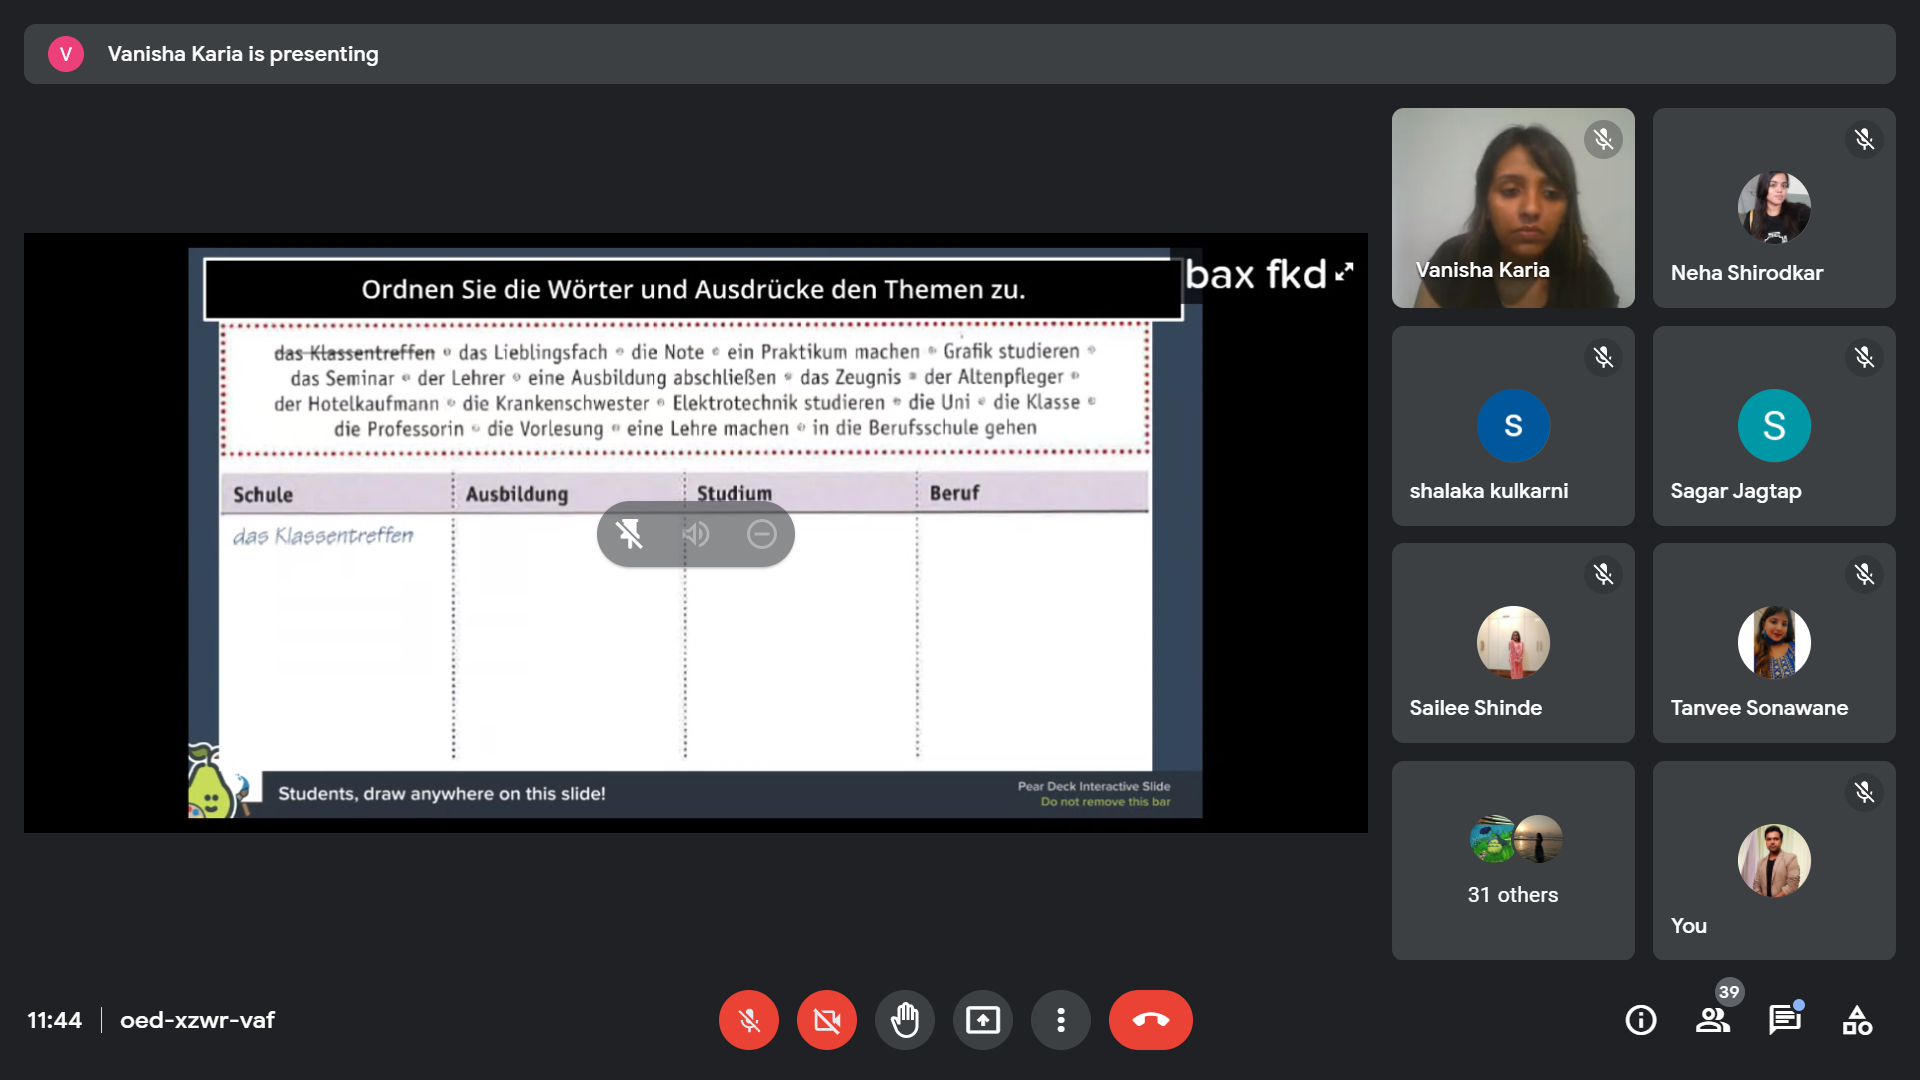 V Vanisha Karia is presenting
Ordnen Sie die Wörter und Ausdrücke den Themen zu.
bax fkd
das Klassentreffen • das Lieblingsfach • die Note • ein Praktikum machen • Grafik studieren •
das Seminar • der Lehrer • eine Ausbildung abschließen • das Zeugnis • der Altenpfleger •
der Hotelkaufmann • die Krankenschwester • Elektrotechnik studieren • die Uni • die Klasse •
die Professorin • die Vorlesung • eine Lehre machen • in die Berufsschule gehen
Schule Ausbildung Studium Beruf
das Klassentreffen
Students, draw anywhere on this slide!
Pear Deck Interactive Slide
Do not remove this bar
Vanisha Karia
Neha Shirodkar
s
shalaka kulkarni
S
Sagar Jagtap
Sailee Shinde
Tanvee Sonawane
31 others
You
11:44 oed-xzwr-vaf
39